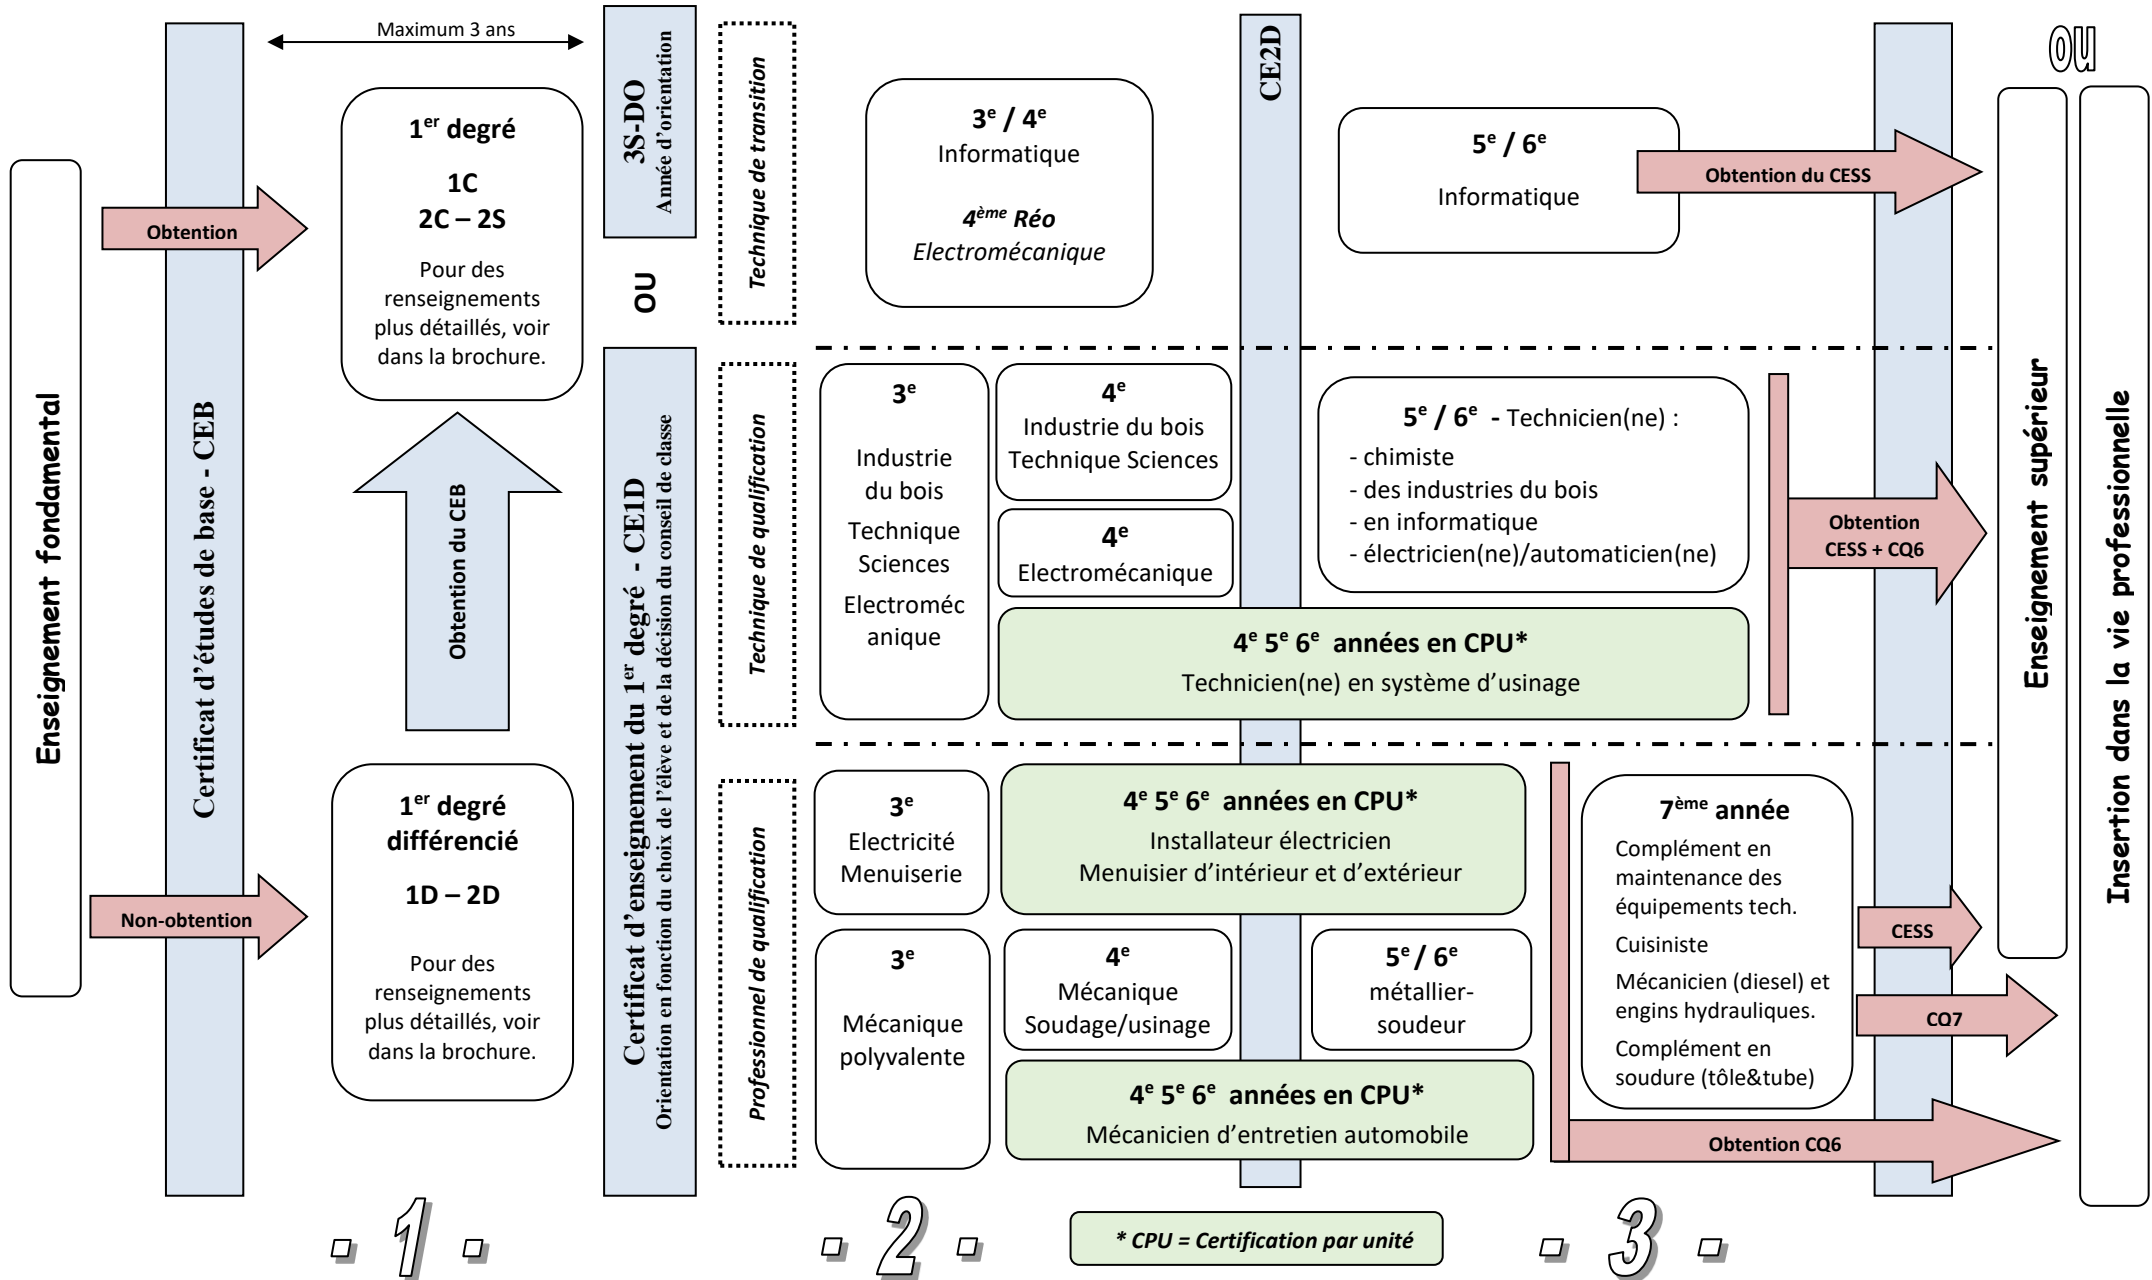 Enseignement fondamental
Obtention
Non-obtention
Certificat d'études de base - CEB
Maximum 3 ans
1er degré
1C
2C – 2S
Pour des
renseignements
plus détaillés, voir
dans la brochure.
Obtention du CEB
1er degré
différencié
1D – 2D
Pour des
renseignements
plus détaillés, voir
dans la brochure.
3S-DO
Année d'orientation
OU
Certificat d'enseignement du 1er degré - CE1D
Orientation en fonction du choix de l'élève et de la décision du conseil de classe
Technique de transition
3e / 4e
Informatique
4ème Réo
Electromécanique
CE2D
5e / 6e
Informatique
Obtention du CESS
Technique de qualification
3e
Industrie
du bois
Technique
Sciences
Electroméc
anique
4e
Industrie du bois
Technique Sciences
4e
Electromécanique
5e / 6e - Technicien(ne) :
- chimiste
- des industries du bois
- en informatique
- électricien(ne)/automaticien(ne)
4e 5e 6e années en CPU*
Technicien(ne) en système d'usinage
Obtention
CESS + CQ6
Professionnel de qualification
3e
Electricité
Menuiserie
4e 5e 6e années en CPU*
Installateur électricien
Menuisier d'intérieur et d'extérieur
3e
Mécanique
polyvalente
4e
Mécanique
Soudage/usinage
5e / 6e
métallier-
soudeur
4e 5e 6e années en CPU*
Mécanicien d'entretien automobile
7ème année
Complément en
maintenance des
équipements tech.
Cuisiniste
Mécanicien (diesel) et
engins hydrauliques.
Complément en
soudure (tôle&tube)
CESS
CQ7
Obtention CQ6
ou
Enseignement supérieur
Insertion dans la vie professionnelle
- 1 -
- 2 -
* CPU = Certification par unité
- 3 -